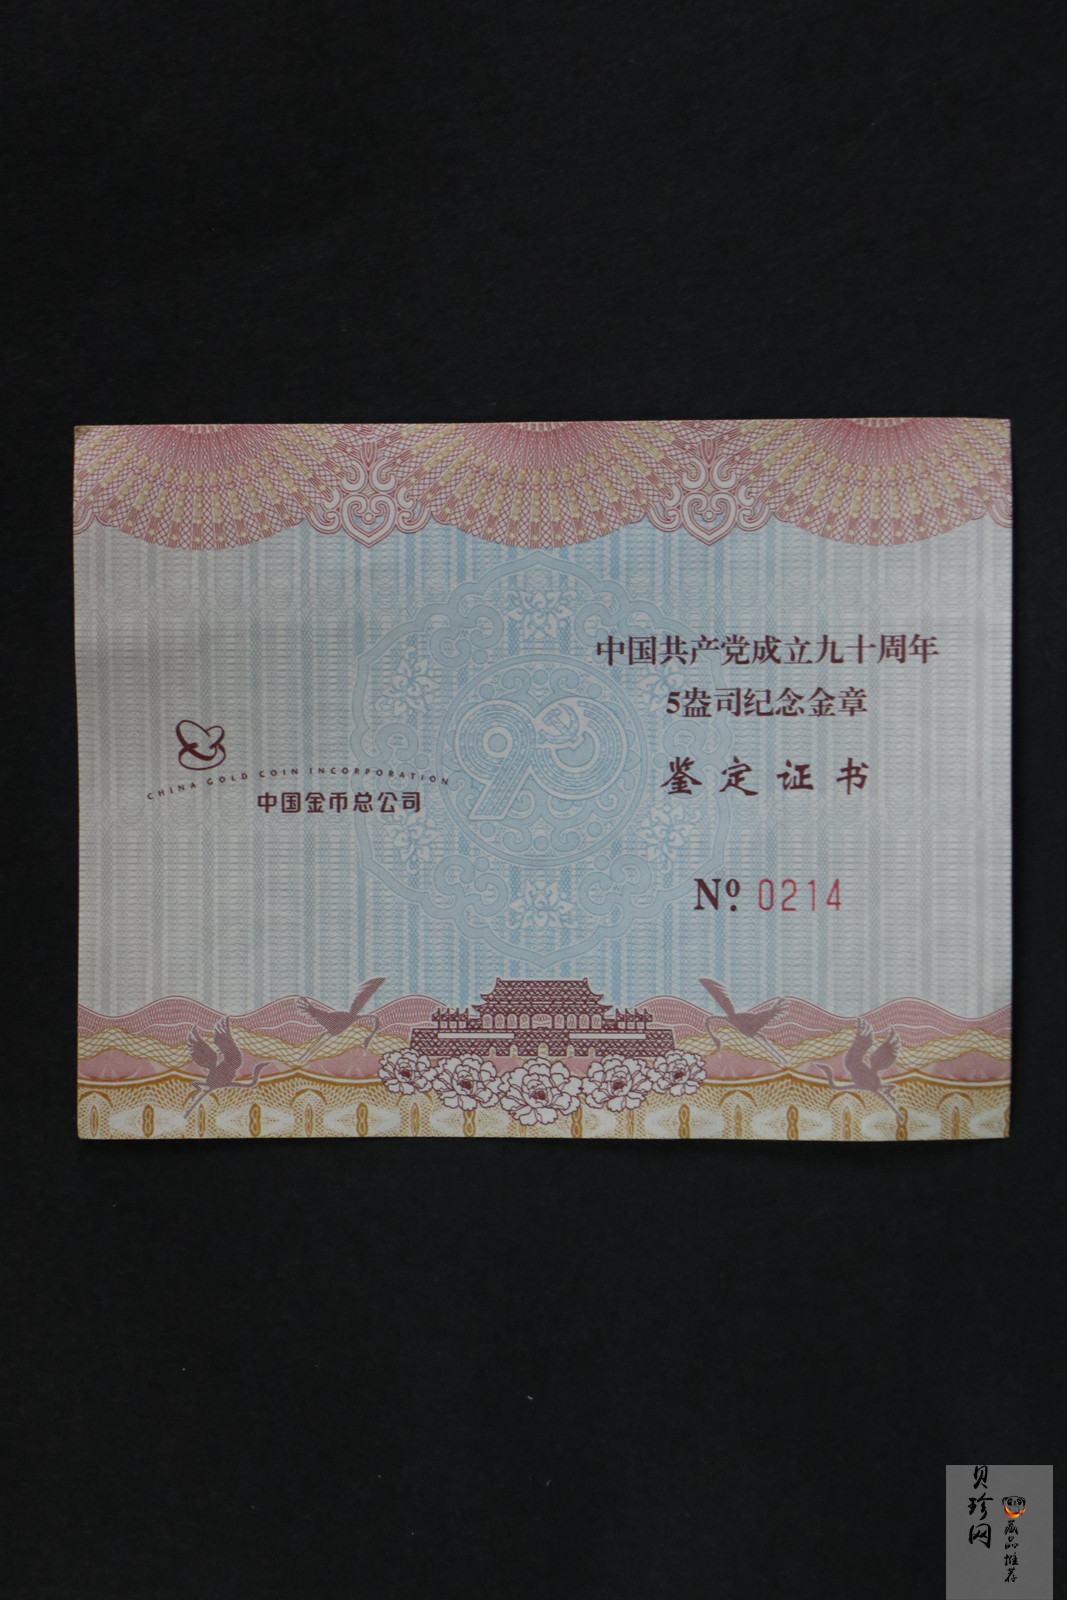 中国共产党成立九十周年
5盎司纪念金章
鉴定证书
CHINA GOLD COIN INCORPORATION
中国金币总公司
90
Nº. 0214
贝珍网
藏品推荐